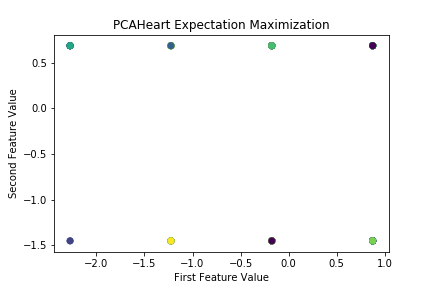 PCAHeart Expectation Maximization
0.5
0.0
−0.5
−1.0
−1.5
Second Feature Value
−2.0 −1.5 −1.0 −0.5 0.0 0.5 1.0
First Feature Value